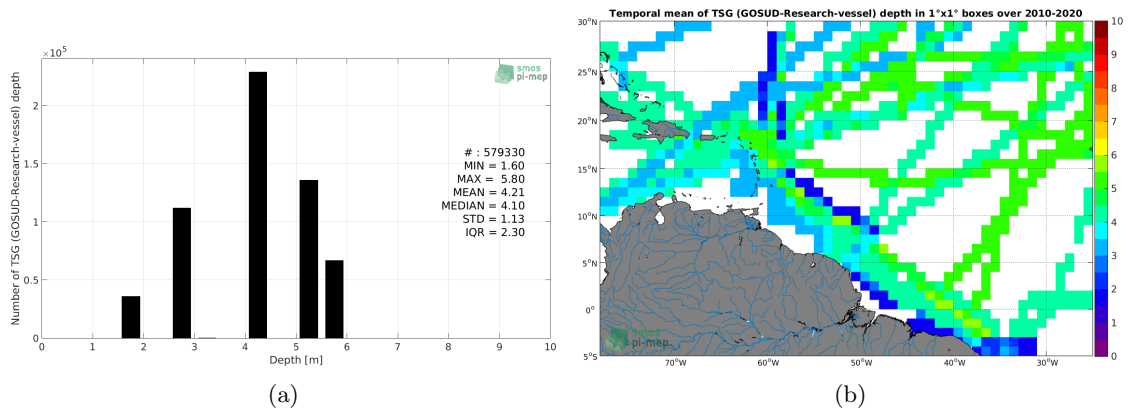 ×10⁵
Number of TSG (GOSUD-Research-vessel) depth
2
1.5
1
0.5
0
0 1 2 3 4 5 6 7 8 9 10
Depth [m]
smos
pi-mep
# : 579330
MIN = 1.60
MAX = 5.80
MEAN = 4.21
MEDIAN = 4.10
STD = 1.13
IQR = 2.30
(a)
Temporal mean of TSG (GOSUD-Research-vessel) depth in 1°x1° boxes over 2010-2020
30°N
25°N
20°N
15°N
10°N
5°N
0°
5°S
70°W 60°W 50°W 40°W 30°W
smos
pi-mep
10
9
8
7
6
5
4
3
2
1
0
(b)